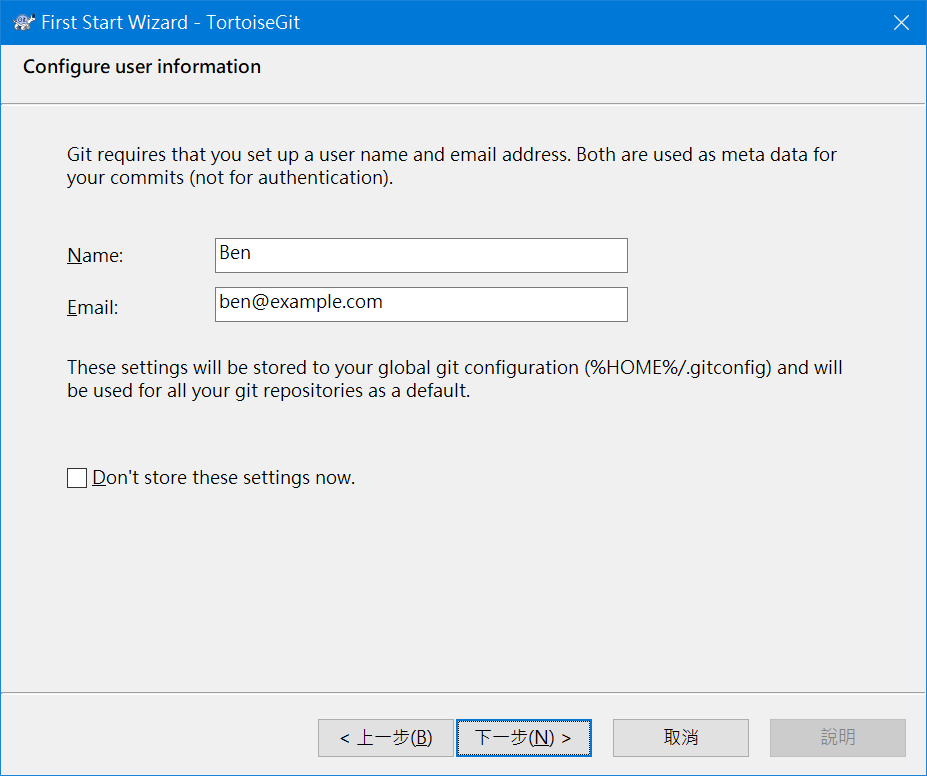 First Start Wizard - TortoiseGit
Configure user information
Git requires that you set up a user name and email address. Both are used as meta data for
your commits (not for authentication).
Name: Ben
Email: ben@example.com
These settings will be stored to your global git configuration (%HOME%/.gitconfig) and will
be used for all your git repositories as a default.
Don't store these settings now.
< 上一步(B) 下一步(N) > 取消 說明